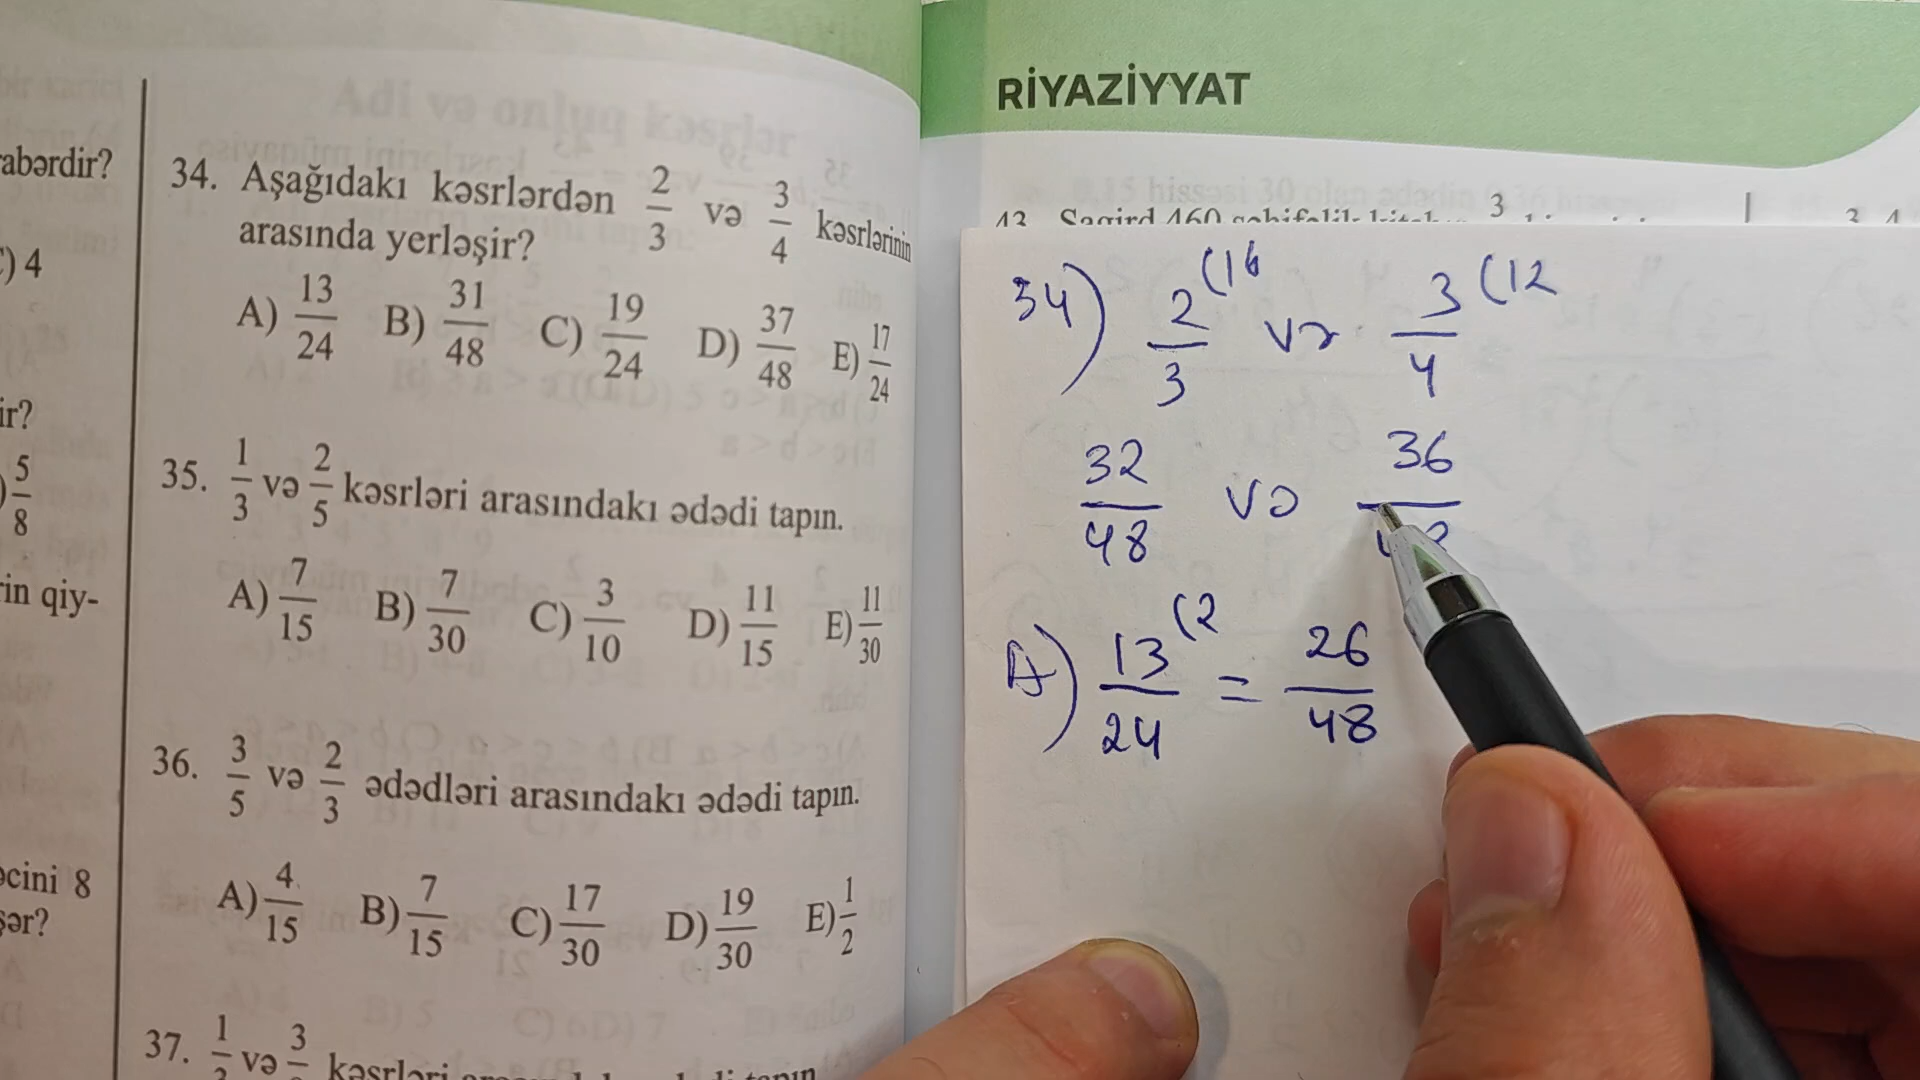 abərdir?
) 4
ir?
5/8
in qiy-
cini 8
ər?
34. Aşağıdakı kəsrlərdən 2/3 və 3/4 kəsrlərinin
arasında yerləşir?
A) 13/24 B) 31/48 C) 19/24 D) 37/48 E) 17/24
35. 1/3 və 2/5 kəsrləri arasındakı ədədi tapın.
A) 7/15 B) 7/30 C) 3/10 D) 11/15 E) 11/30
36. 3/5 və 2/3 ədədləri arasındakı ədədi tapın.
A) 4/15 B) 7/15 C) 17/30 D) 19/30 E) 1/2
37. 1 və 3
RİYAZİYYAT
34) 2/3 (16 və 3/4 (12
32/48 və 36
A) 13/24 (2 = 26/48